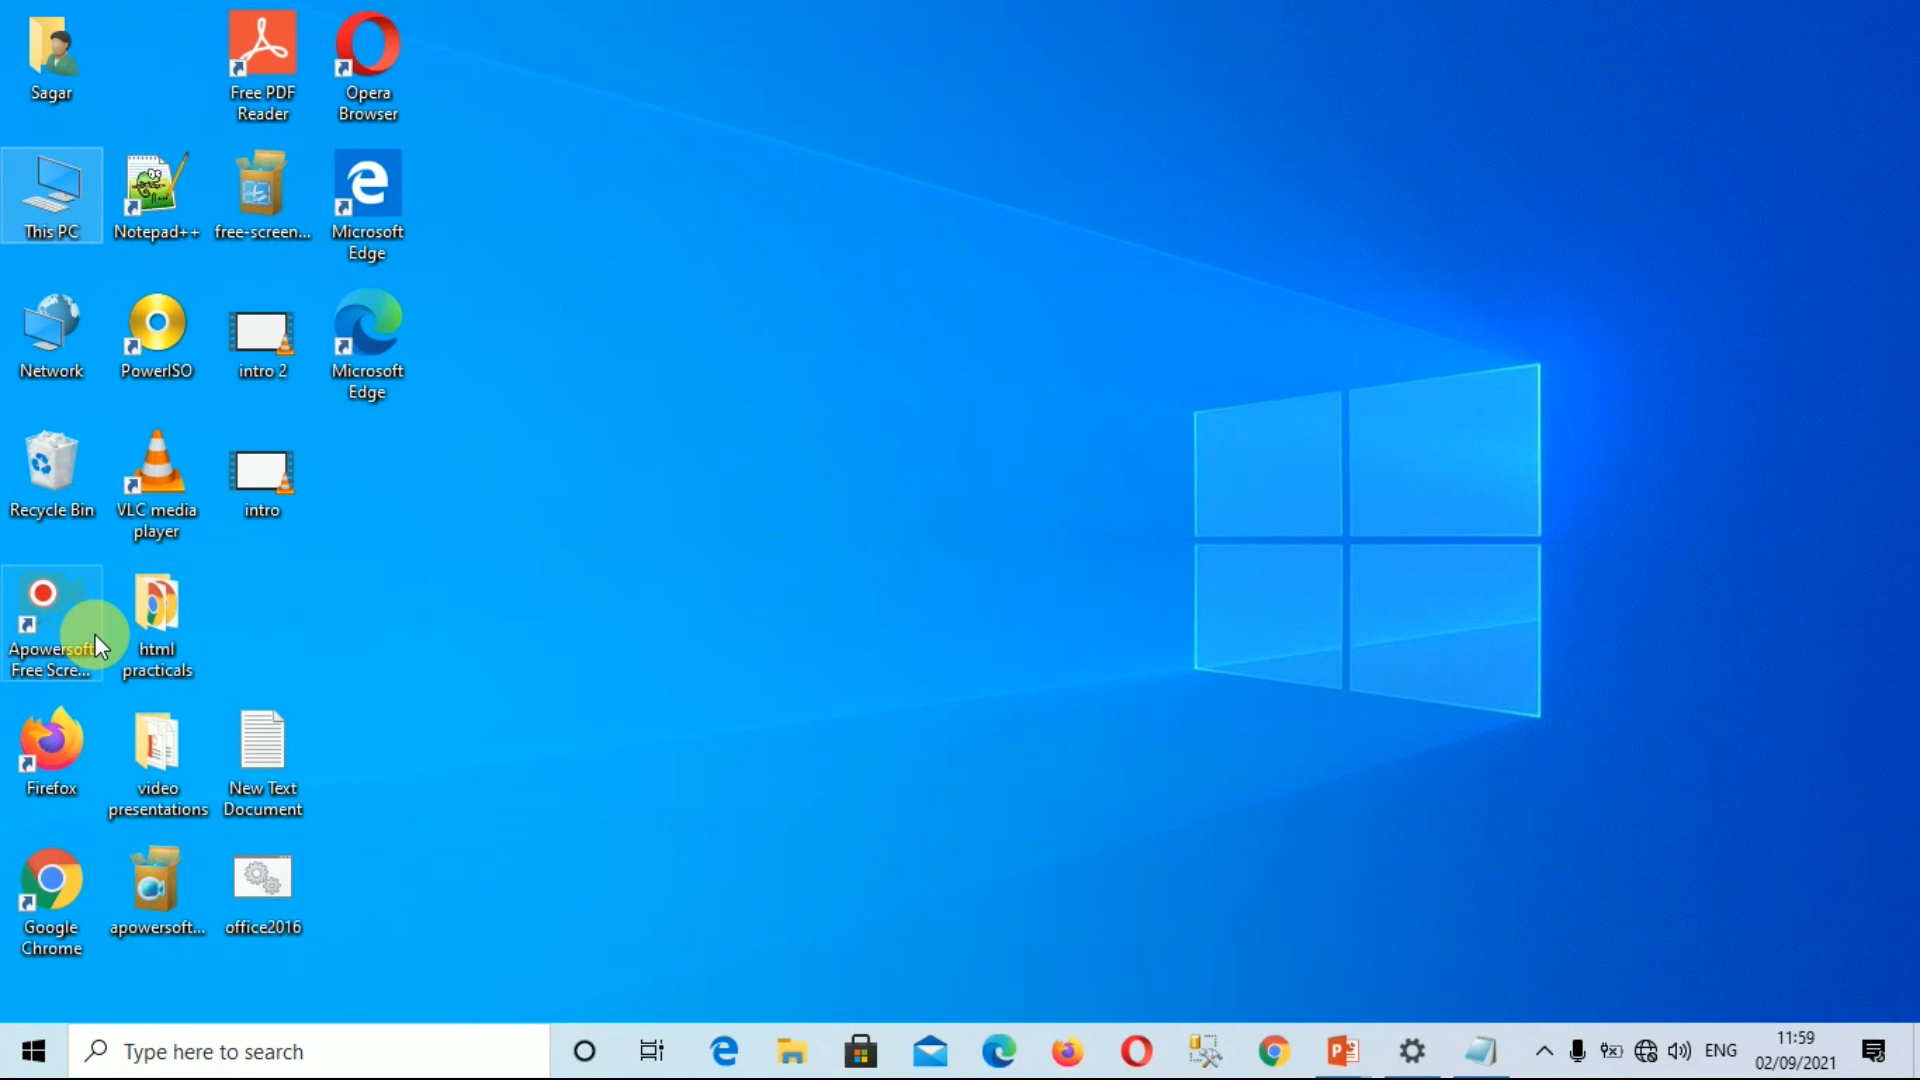 Sagar
Free PDF
Reader
Opera
Browser
This PC
Notepad++
free-screen...
Microsoft
Edge
Network
PowerISO
intro 2
Microsoft
Edge
Recycle Bin
VLC media
player
intro
Apowersoft
Free Scre...
html
practicals
Firefox
video
presentations
New Text
Document
Google
Chrome
apowersoft...
office2016
Type here to search
ENG
11:59
02/09/2021